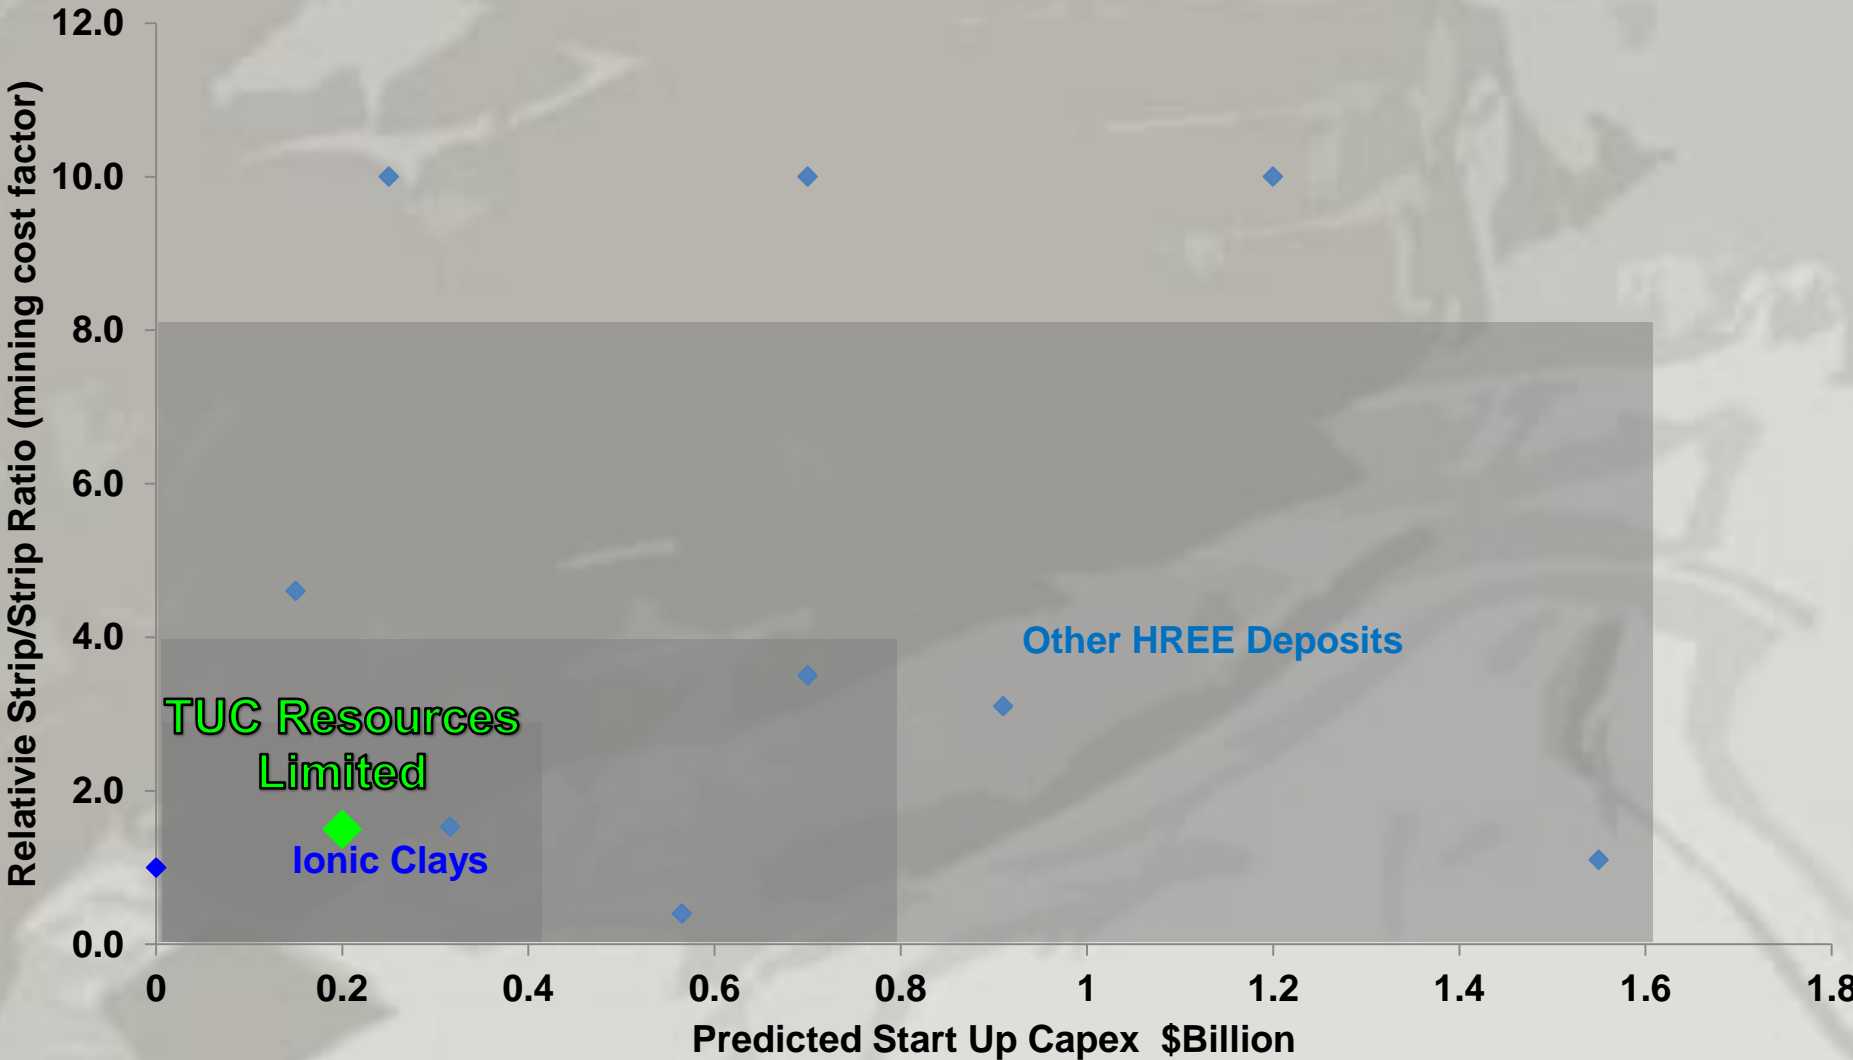 12.0
10.0
8.0
6.0
4.0
2.0
0.0
Relativie Strip/Strip Ratio (mining cost factor)
Other HREE Deposits
TUC Resources
Limited
Ionic Clays
0 0.2 0.4 0.6 0.8 1 1.2 1.4 1.6 1.8
Predicted Start Up Capex $Billion